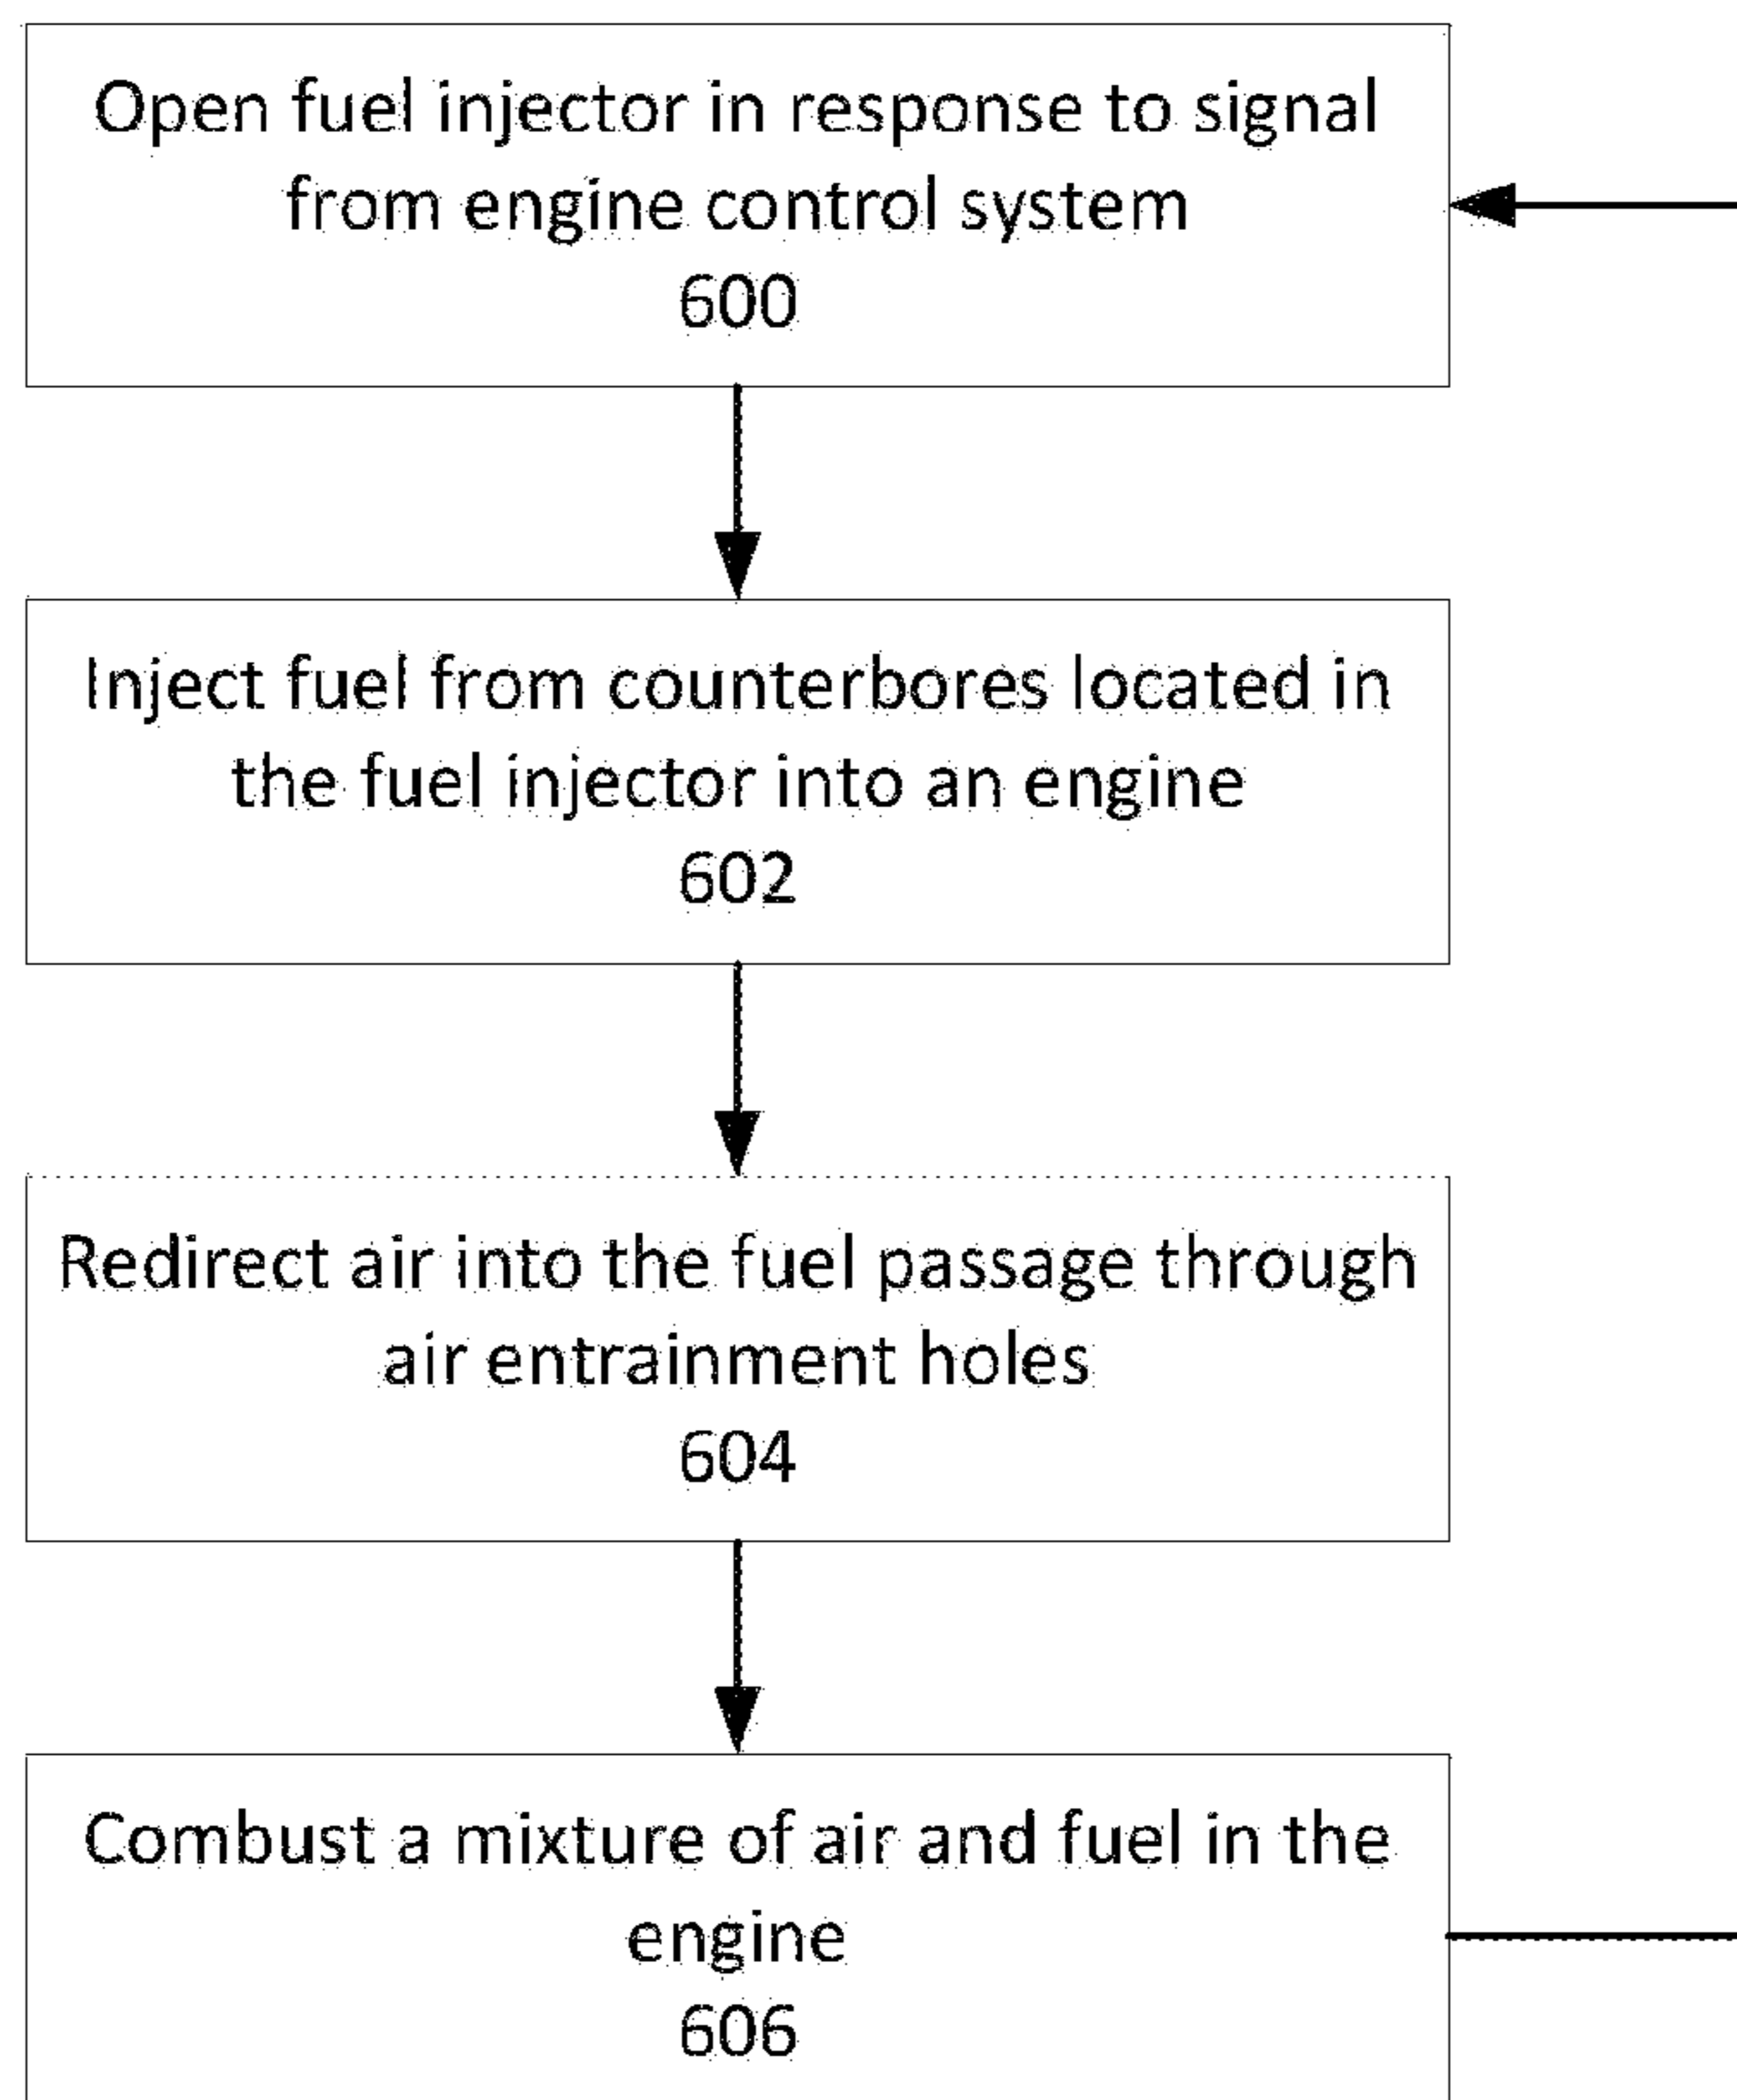 Open fuel injector in response to signal
from engine control system
600
Inject fuel from counterbores located in
the fuel injector into an engine
602
Redirect air into the fuel passage through
air entrainment holes
604
Combust a mixture of air and fuel in the
engine
606